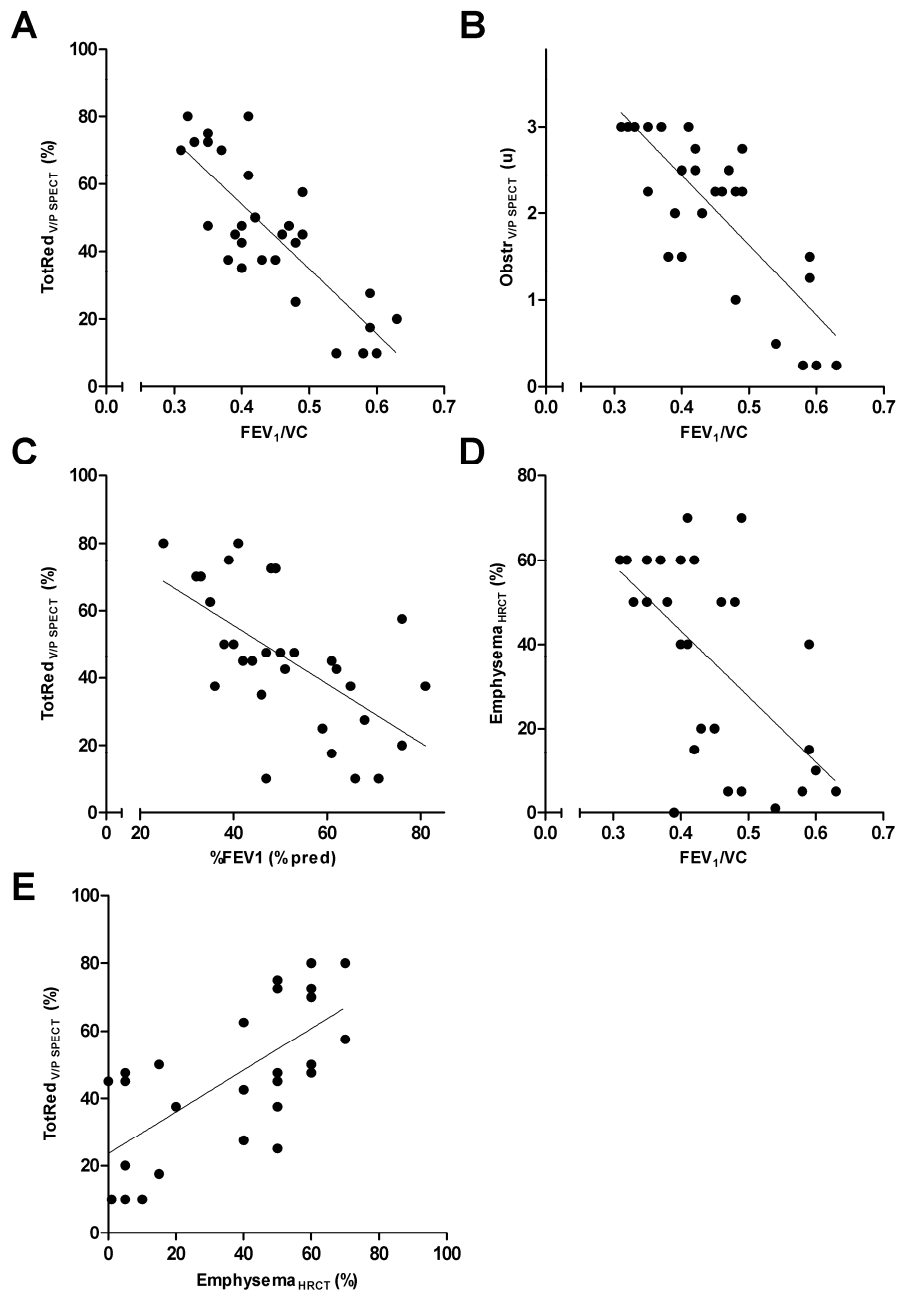 A
B
100
80
60
40
20
0
TotRed V/P SPECT (%)
0.0 0.3 0.4 0.5 0.6 0.7
FEV1/VC
3
2
1
0
Obstr V/P SPECT (u)
0.0 0.3 0.4 0.5 0.6 0.7
FEV1/VC
C
D
100
80
60
40
20
0
TotRed V/P SPECT (%)
0 20 40 60 80
%FEV1 (% pred)
80
60
40
20
0
Emphysema HRCT (%)
0.0 0.3 0.4 0.5 0.6 0.7
FEV1/VC
E
100
80
60
40
20
0
TotRed V/P SPECT (%)
0 20 40 60 80 100
Emphysema HRCT (%)